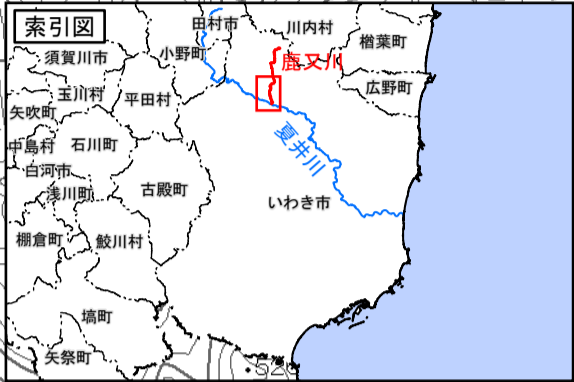 索引図
田村市
川内村
楢葉町
小野町
須賀川市
鹿又川
広野町
玉川村
平田村
矢吹町
夏井川
中島村
石川町
白河市
古殿町
浅川町
いわき市
棚倉町
鮫川村
塙町
矢祭町